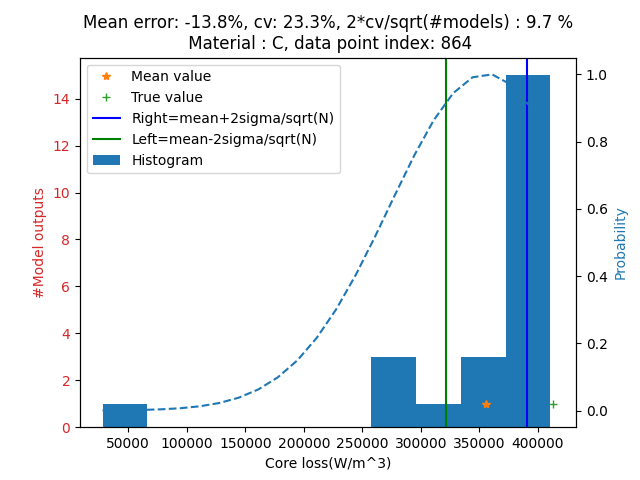 Mean error: -13.8%, cv: 23.3%, 2*cv/sqrt(#models) : 9.7 %
Material : C, data point index: 864
Mean value
True value
Right=mean+2sigma/sqrt(N)
Left=mean-2sigma/sqrt(N)
Histogram
#Model outputs
0
2
4
6
8
10
12
14
Probability
0.0
0.2
0.4
0.6
0.8
1.0
50000 100000 150000 200000 250000 300000 350000 400000
Core loss(W/m^3)